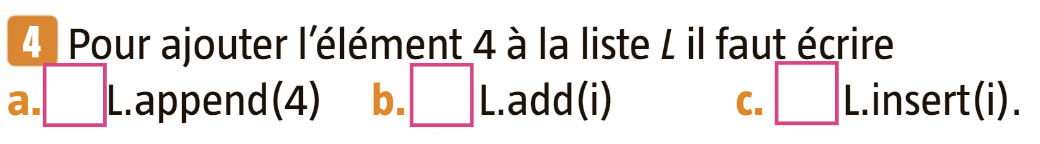 4 Pour ajouter l’élément 4 à la liste L il faut écrire
a. L.append(4) b. L.add(i) c. L.insert(i).